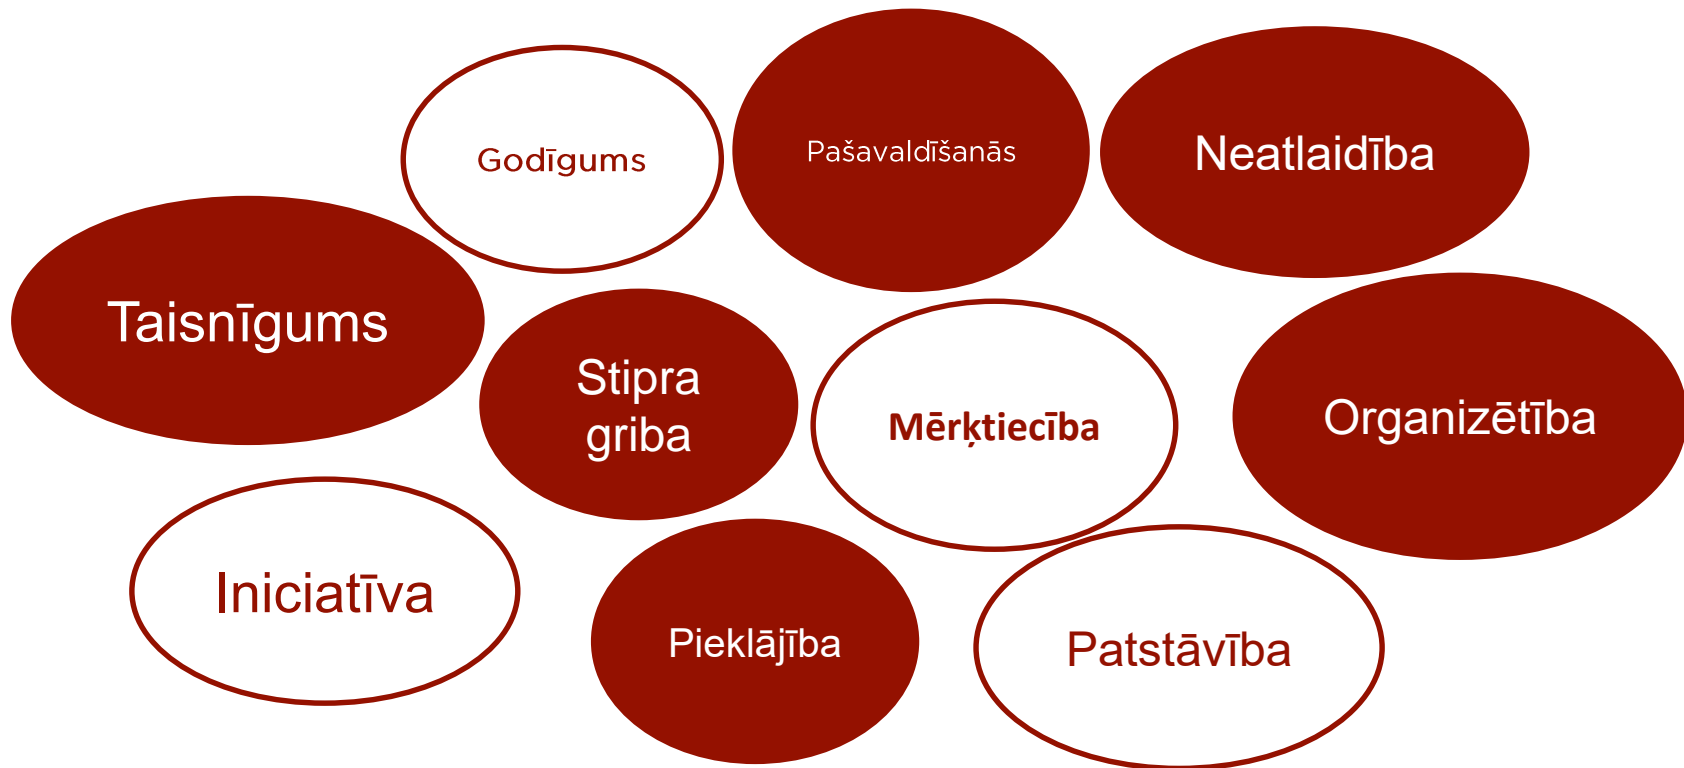 Godīgums
Pašavaldīšanās
Neatlaidība
Taisnīgums
Stipra
griba
Mērķtiecība
Organizētība
Iniciatīva
Pieklājība
Patstāvība